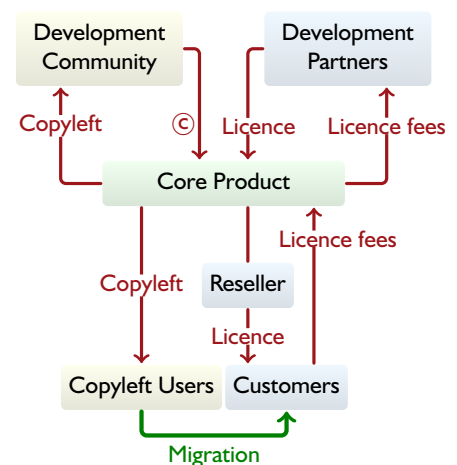 Development
Community
Development
Partners
Copyleft
©
Licence
Licence fees
Core Product
Licence fees
Copyleft
Reseller
Licence
Copyleft Users
Customers
Migration